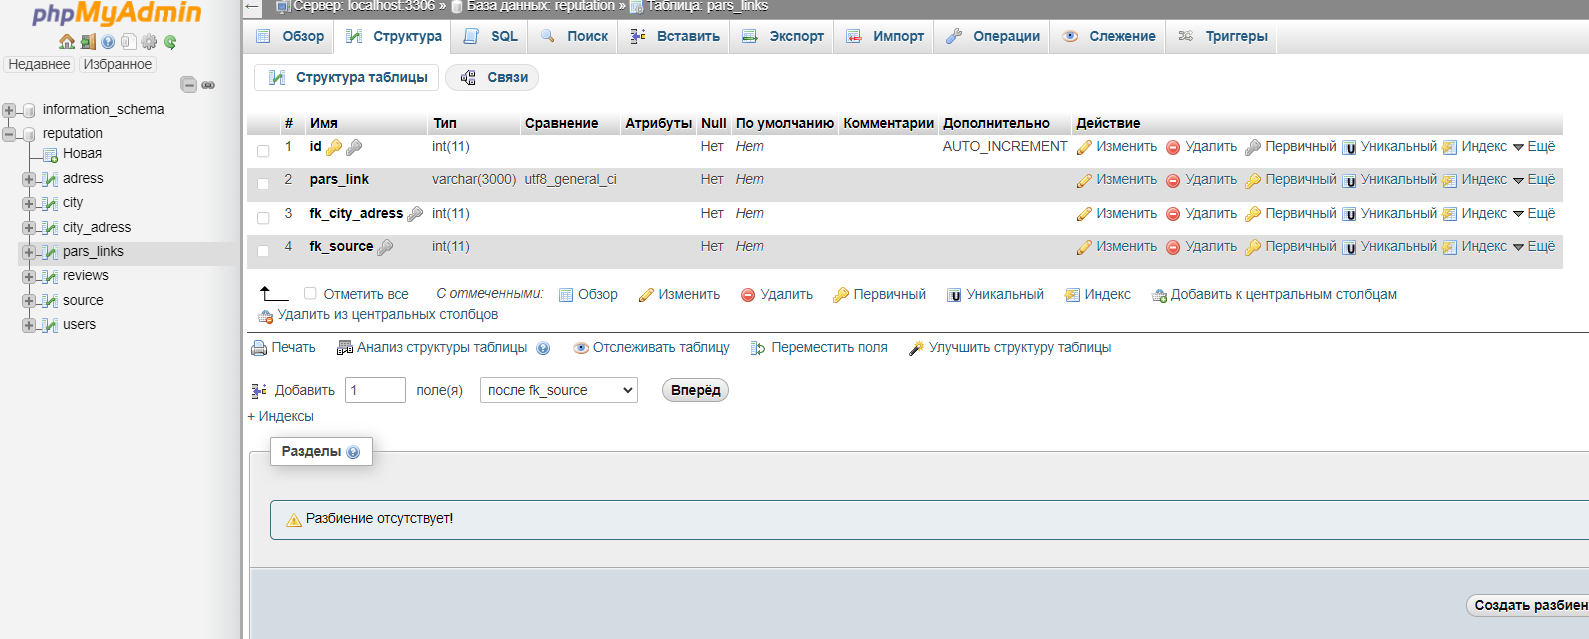 phpMyAdmin
Недавнее Избранное
information_schema
reputation
Новая
adress
city
city_adress
pars_links
reviews
source
users
← Сервер: localhost:3306 » База данных: reputation » Таблица: pars_links
Обзор Структура SQL Поиск Вставить Экспорт Импорт Операции Слежение Триггеры
Структура таблицы Связи
# Имя Тип Сравнение Атрибуты Null По умолчанию Комментарии Дополнительно Действие
1 id int(11) Нет Нет AUTO_INCREMENT Изменить Удалить Первичный Уникальный Индекс Ещё
2 pars_link varchar(3000) utf8_general_ci Нет Нет Изменить Удалить Первичный Уникальный Индекс Ещё
3 fk_city_adress int(11) Нет Нет Изменить Удалить Первичный Уникальный Индекс Ещё
4 fk_source int(11) Нет Нет Изменить Удалить Первичный Уникальный Индекс Ещё
Отметить все С отмеченными: Обзор Изменить Удалить Первичный Уникальный Индекс Добавить к центральным столбцам
Удалить из центральных столбцов
Печать Анализ структуры таблицы Отслеживать таблицу Переместить поля Улучшить структуру таблицы
Добавить 1 поле(я) после fk_source Вперёд
+ Индексы
Разделы
Разбиение отсутствует!
Создать разбиен